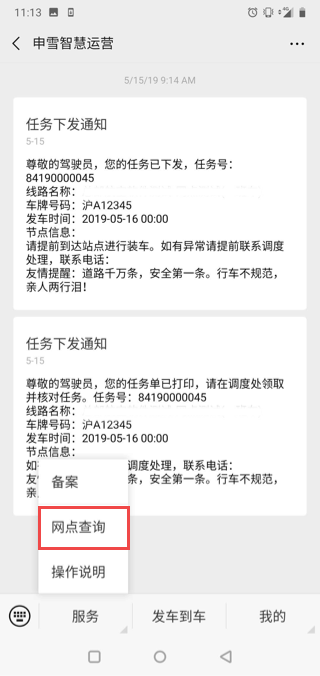 11:13
申雪智慧运营
5/15/19 9:14 AM
任务下发通知
5-15
尊敬的驾驶员，您的任务已下发，任务号：
84190000045
线路名称：
车牌号码：沪A12345
发车时间：2019-05-16 00:00
节点信息：
请提前到达站点进行装车。如有异常请提前联系调度
处理，联系电话：
友情提醒：道路千万条，安全第一条。行车不规范，
亲人两行泪！
任务下发通知
5-15
尊敬的驾驶员，您的任务单已打印，请在调度处领取
并核对任务。任务号：84190000045
线路名称：
车牌号码：沪A12345
发车时间：2019-05-16 00:00
节点信息：
如 调度处理，联系电话：
友 条，安全第一条。行车不规范，
亲
备案
网点查询
操作说明
服务 发车到车 我的